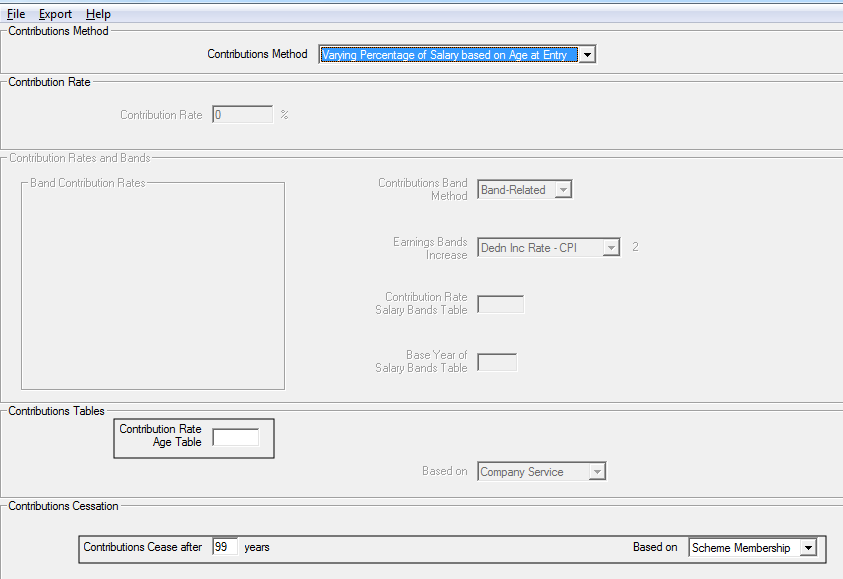 File Export Help
Contributions Method
Contributions Method Varying Percentage of Salary based on Age at Entry
Contribution Rate
Contribution Rate 0 %
Contribution Rates and Bands
Band Contribution Rates
Contributions Band
Method
Band-Related
Earnings Bands
Increase
Dedn Inc Rate - CPI 2
Contribution Rate
Salary Bands Table
Base Year of
Salary Bands Table
Contributions Tables
Contribution Rate
Age Table
Based on Company Service
Contributions Cessation
Contributions Cease after 99 years Based on Scheme Membership